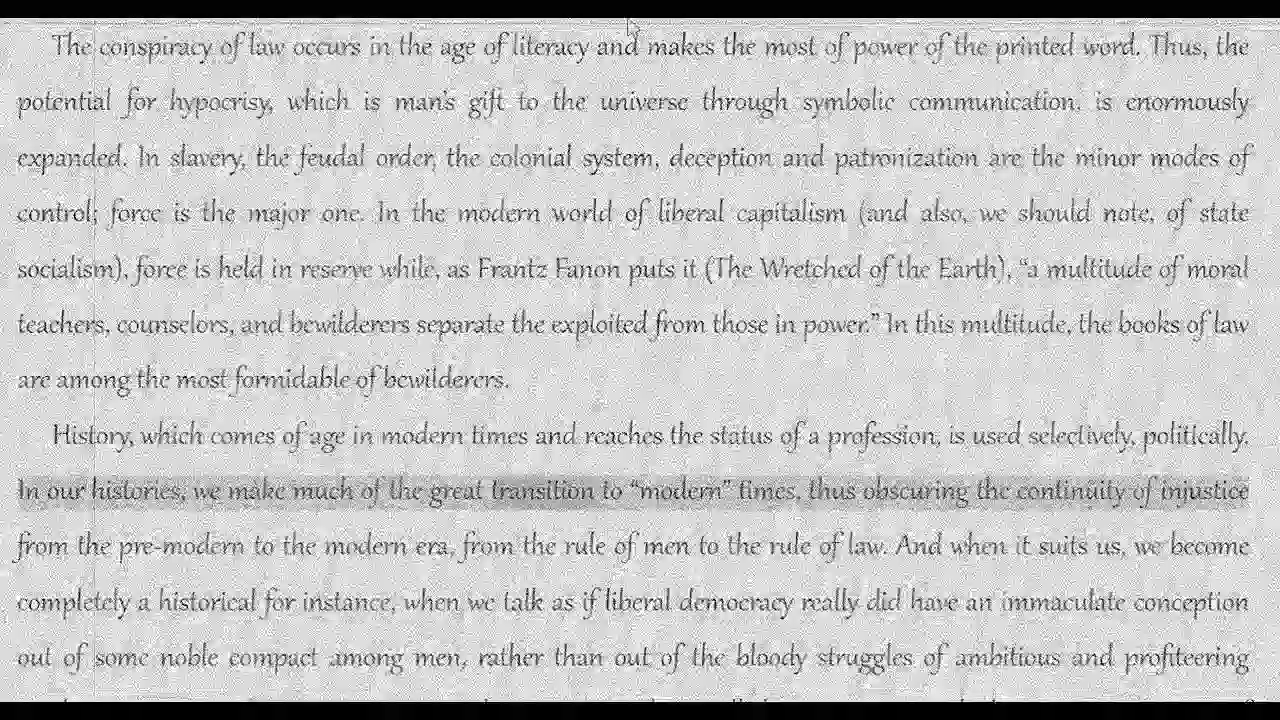 The conspiracy of law occurs in the age of literacy and makes the most of power of the printed word. Thus, the
potential for hypocrisy, which is man's gift to the universe through symbolic communication, is enormously
expanded. In slavery, the feudal order, the colonial system, deception and patronization are the minor modes of
control; force is the major one. In the modern world of liberal capitalism (and also, we should note, of state
socialism), force is held in reserve while, as Frantz Fanon puts it (The Wretched of the Earth), “a multitude of moral
teachers, counselors, and bewilderers separate the exploited from those in power.” In this multitude, the books of law
are among the most formidable of bewilderers.
History, which comes of age in modern times and reaches the status of a profession, is used selectively, politically.
In our histories, we make much of the great transition to “modern” times, thus obscuring the continuity of injustice
from the pre-modern to the modern era, from the rule of men to the rule of law. And when it suits us, we become
completely a historical for instance, when we talk as if liberal democracy really did have an immaculate conception
out of some noble compact among men, rather than out of the bloody struggles of ambitious and profiteering